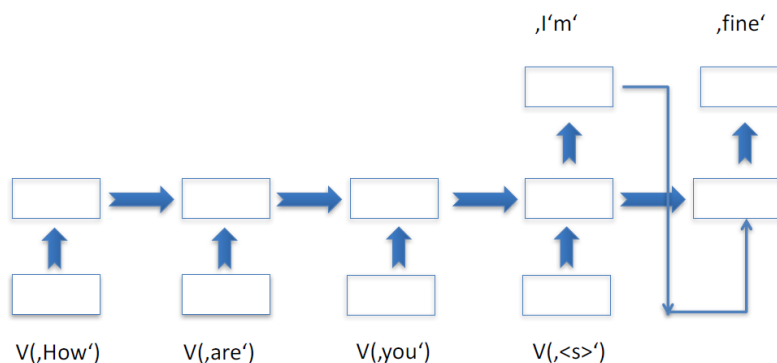 ‚I‘m‘ ‚fine‘
V(‚How‘) V(‚are‘) V(‚you‘) V(‚<s>‘)